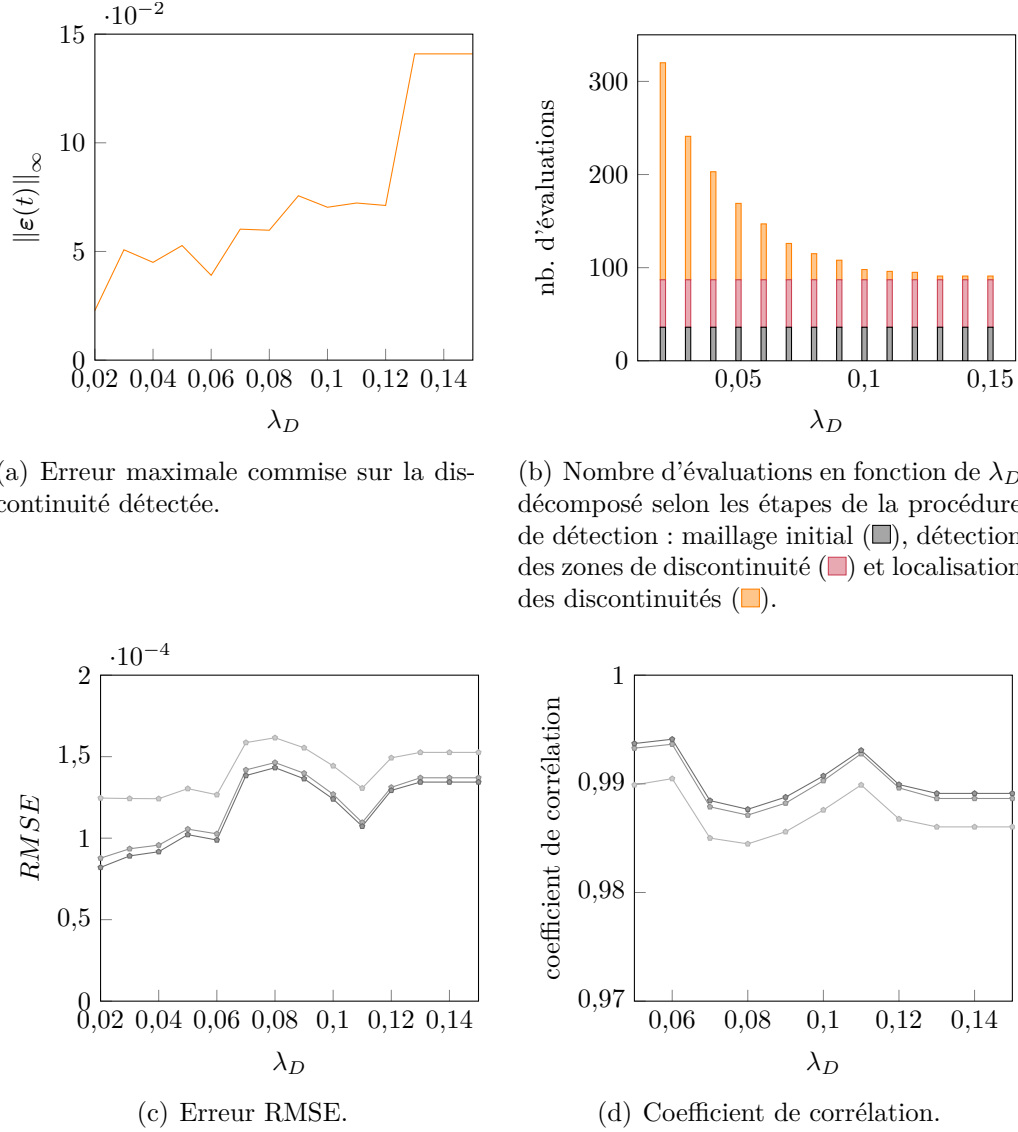 ·10⁻²
15
10
5
0
0,02 0,04 0,06 0,08 0,1 0,12 0,14
‖ε(t)‖∞
λ_D
(a) Erreur maximale commise sur la dis-
continuité détectée.
300
200
100
0
0,05 0,1 0,15
nb. d'évaluations
λ_D
(b) Nombre d'évaluations en fonction de λ_D
décomposé selon les étapes de la procédure
de détection : maillage initial ( ), détection
des zones de discontinuité ( ) et localisation
des discontinuités ( ).
·10⁻⁴
2
1,5
1
0,5
0
0,02 0,04 0,06 0,08 0,1 0,12 0,14
RMSE
λ_D
(c) Erreur RMSE.
1
0,99
0,98
0,97
0,06 0,08 0,1 0,12 0,14
coefficient de corrélation
λ_D
(d) Coefficient de corrélation.